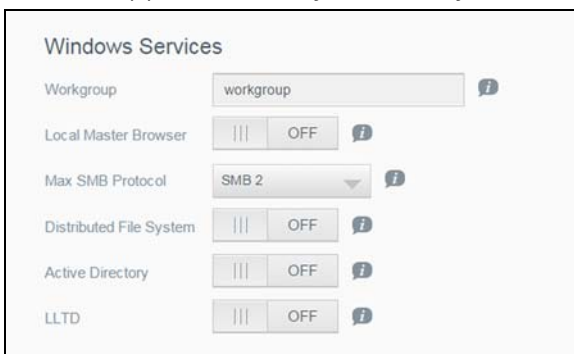 Windows Services
Workgroup workgroup
Local Master Browser OFF
Max SMB Protocol SMB 2
Distributed File System OFF
Active Directory OFF
LLTD OFF